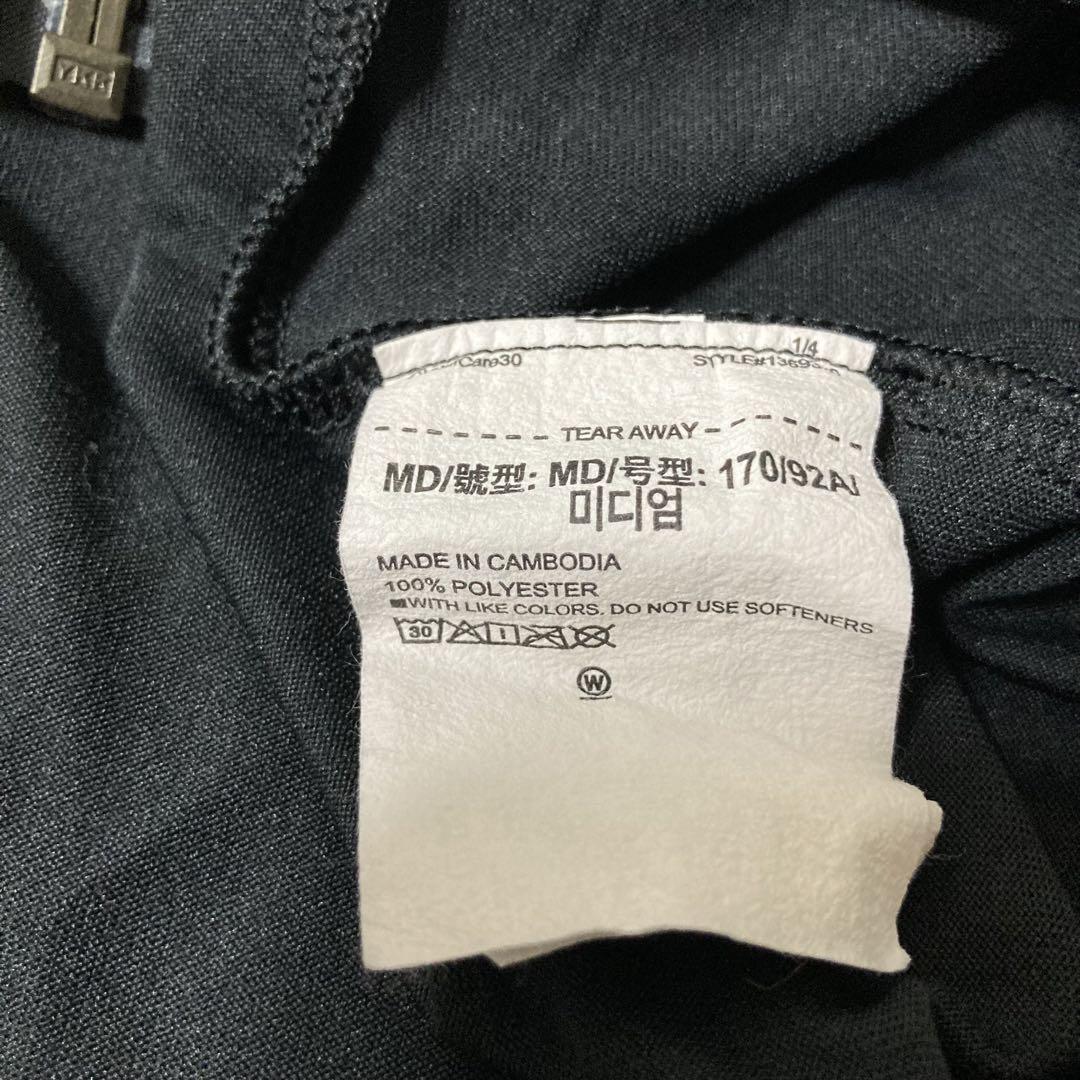 YKK
1/4
TEAR AWAY
MD/號型: MD/号型: 170/92A/
미디엄
MADE IN CAMBODIA
100% POLYESTER
WITH LIKE COLORS. DO NOT USE SOFTENERS
30
W